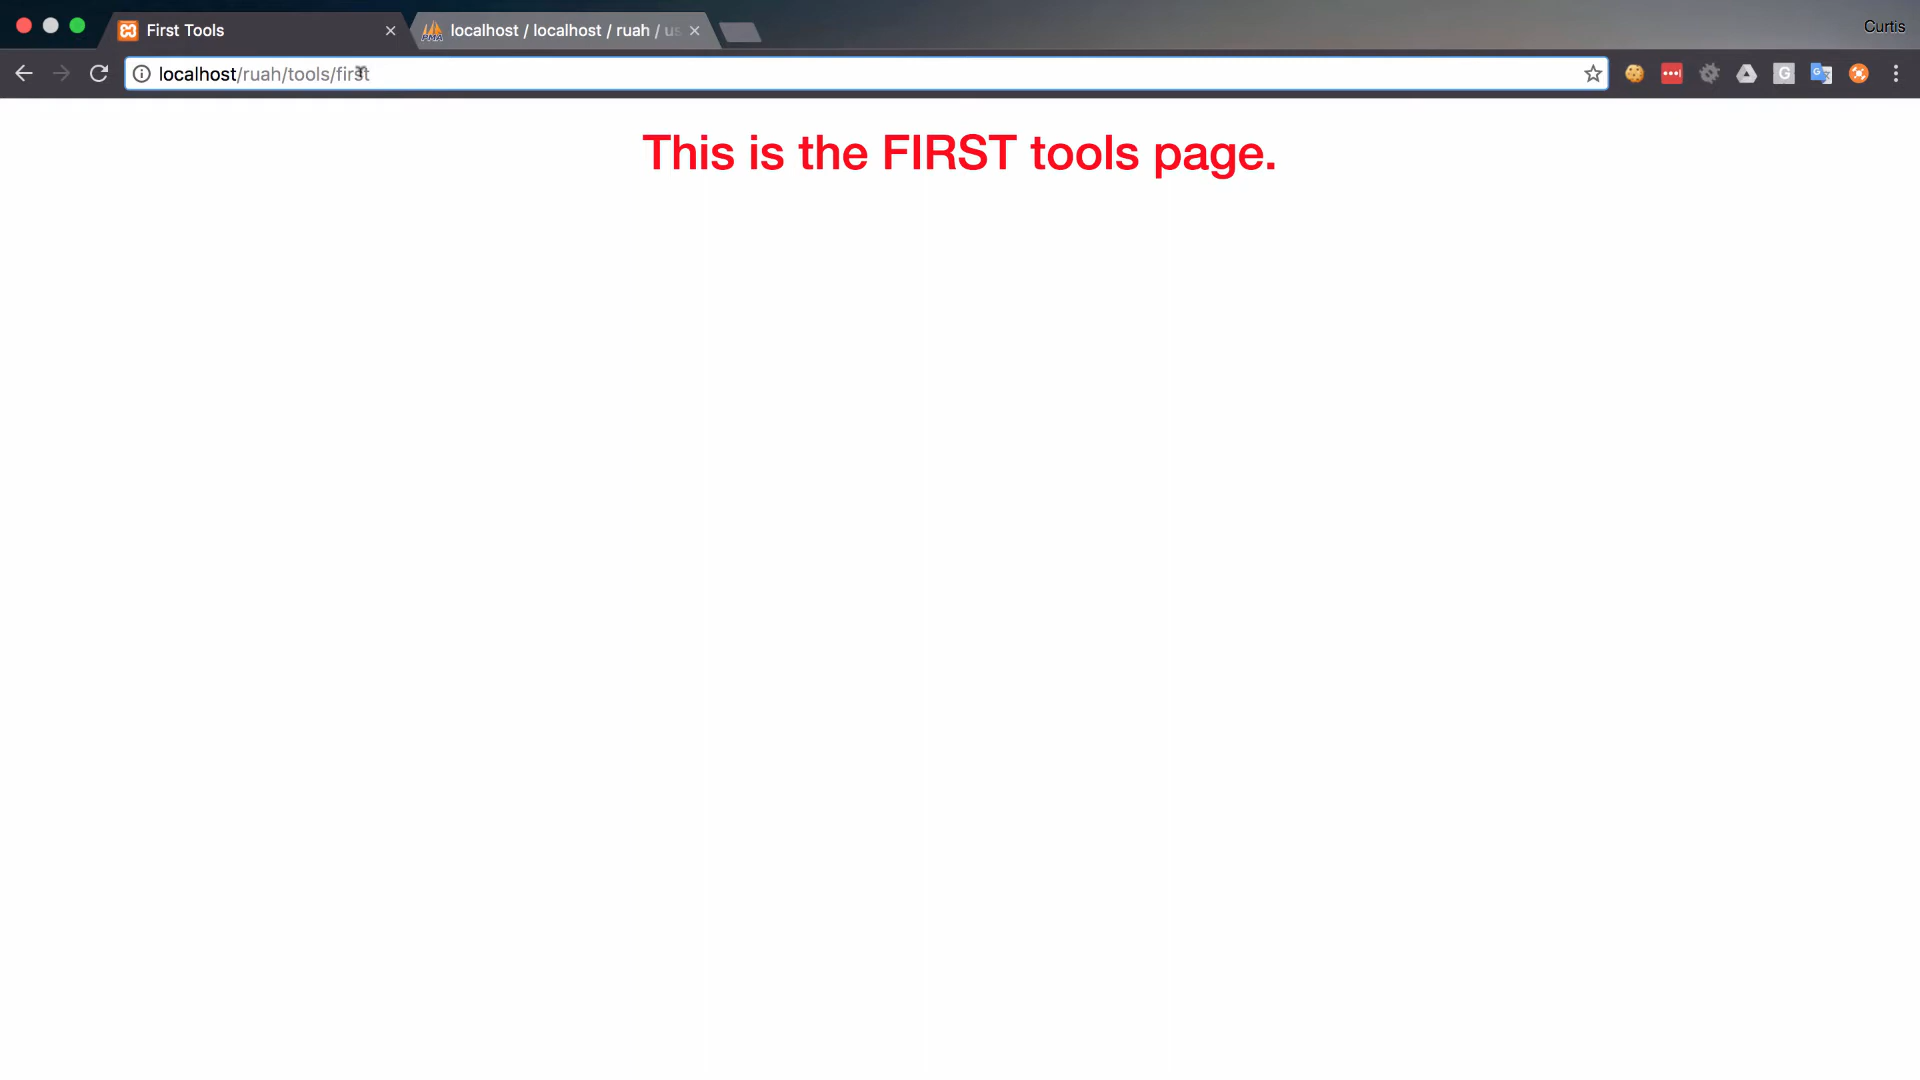 First Tools
localhost / localhost / ruah / us
Curtis
localhost/ruah/tools/first
This is the FIRST tools page.